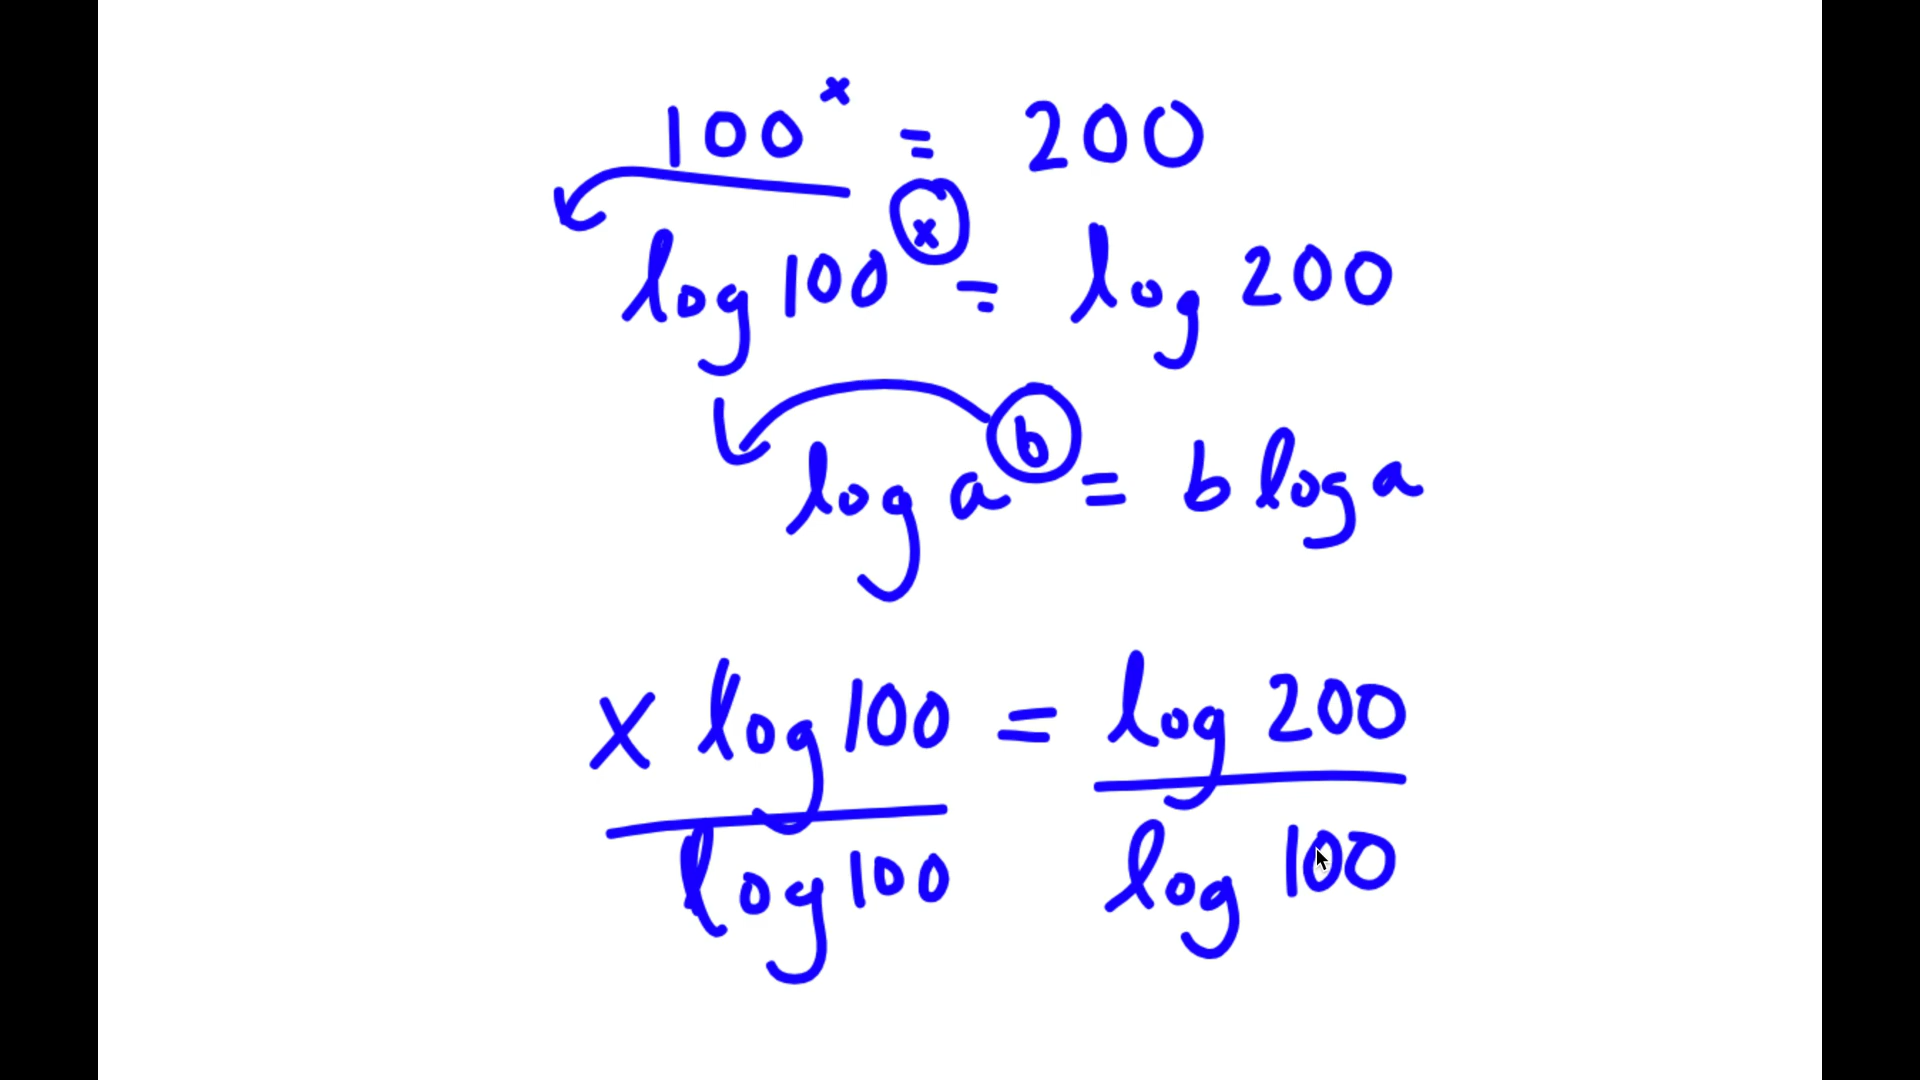 100^x = 200
log 100^x = log 200
log a^b = b log a
x log 100 = log 200
log 100 log 100